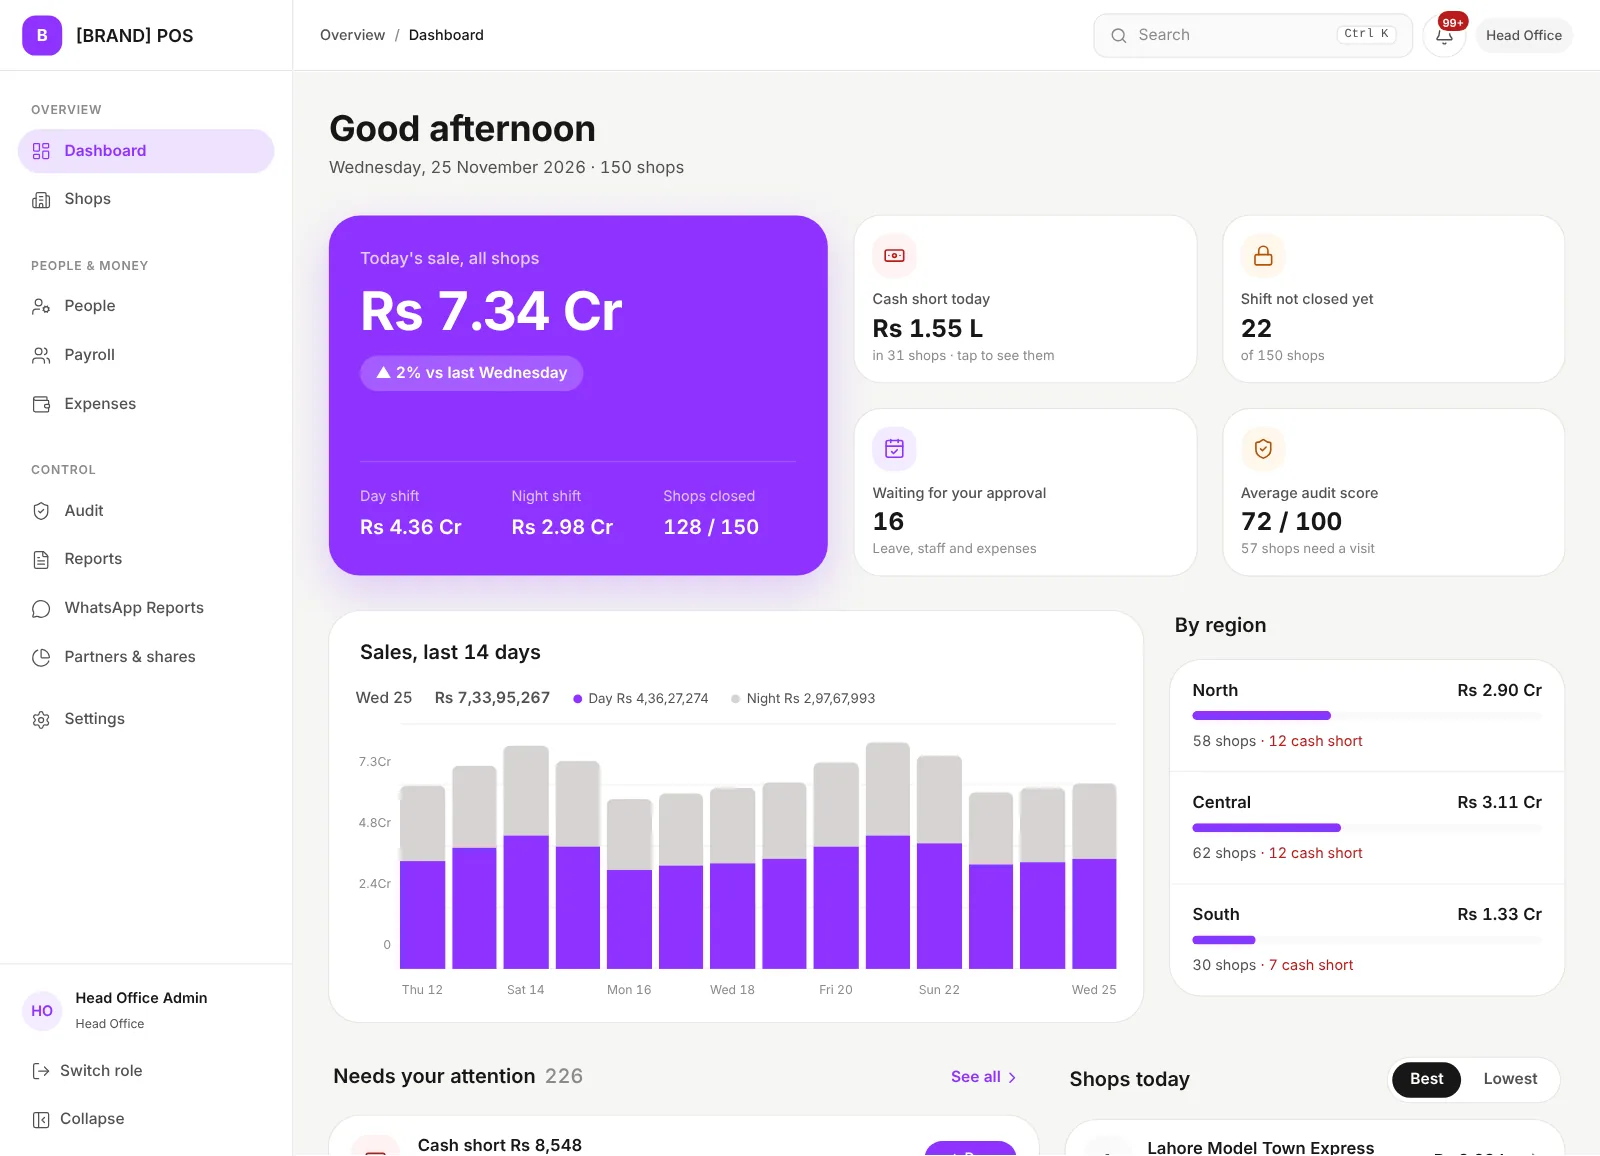 B [BRAND] POS
Overview / Dashboard
Search Ctrl K
99+
Head Office
OVERVIEW
Dashboard
Shops
PEOPLE & MONEY
People
Payroll
Expenses
CONTROL
Audit
Reports
WhatsApp Reports
Partners & shares
Settings
HO Head Office Admin
Head Office
Switch role
Collapse
Good afternoon
Wednesday, 25 November 2026 · 150 shops
Today's sale, all shops
Rs 7.34 Cr
▲ 2% vs last Wednesday
Day shift Night shift Shops closed
Rs 4.36 Cr Rs 2.98 Cr 128 / 150
Cash short today
Rs 1.55 L
in 31 shops · tap to see them
Shift not closed yet
22
of 150 shops
Waiting for your approval
16
Leave, staff and expenses
Average audit score
72 / 100
57 shops need a visit
Sales, last 14 days
Wed 25 Rs 7,33,95,267 Day Rs 4,36,27,274 Night Rs 2,97,67,993
7.3Cr
4.8Cr
2.4Cr
0
Thu 12 Sat 14 Mon 16 Wed 18 Fri 20 Sun 22 Wed 25
By region
North Rs 2.90 Cr
58 shops · 12 cash short
Central Rs 3.11 Cr
62 shops · 12 cash short
South Rs 1.33 Cr
30 shops · 7 cash short
Needs your attention 226
See all
Cash short Rs 8,548
Shops today
Best Lowest
Lahore Model Town Express